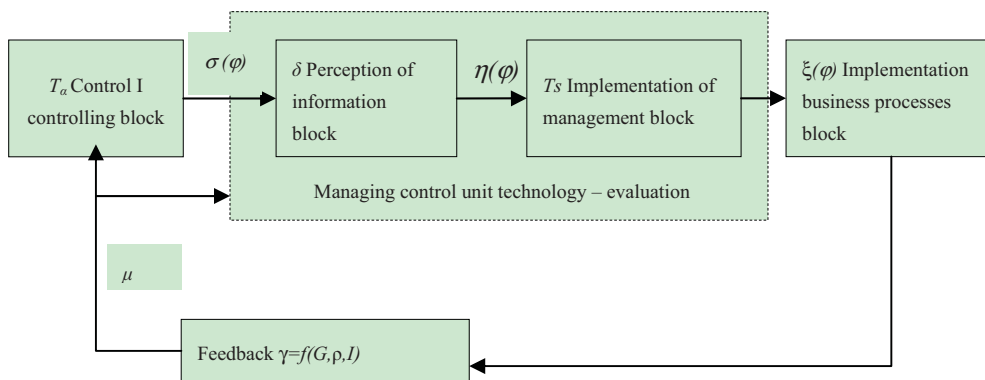 σ(φ)
T_α Control I
controlling block
δ Perception of
information
block
η(φ)
Ts Implementation of
management block
ξ(φ) Implementation
business processes
block
Managing control unit technology – evaluation
μ
Feedback γ=f(G,ρ,I)